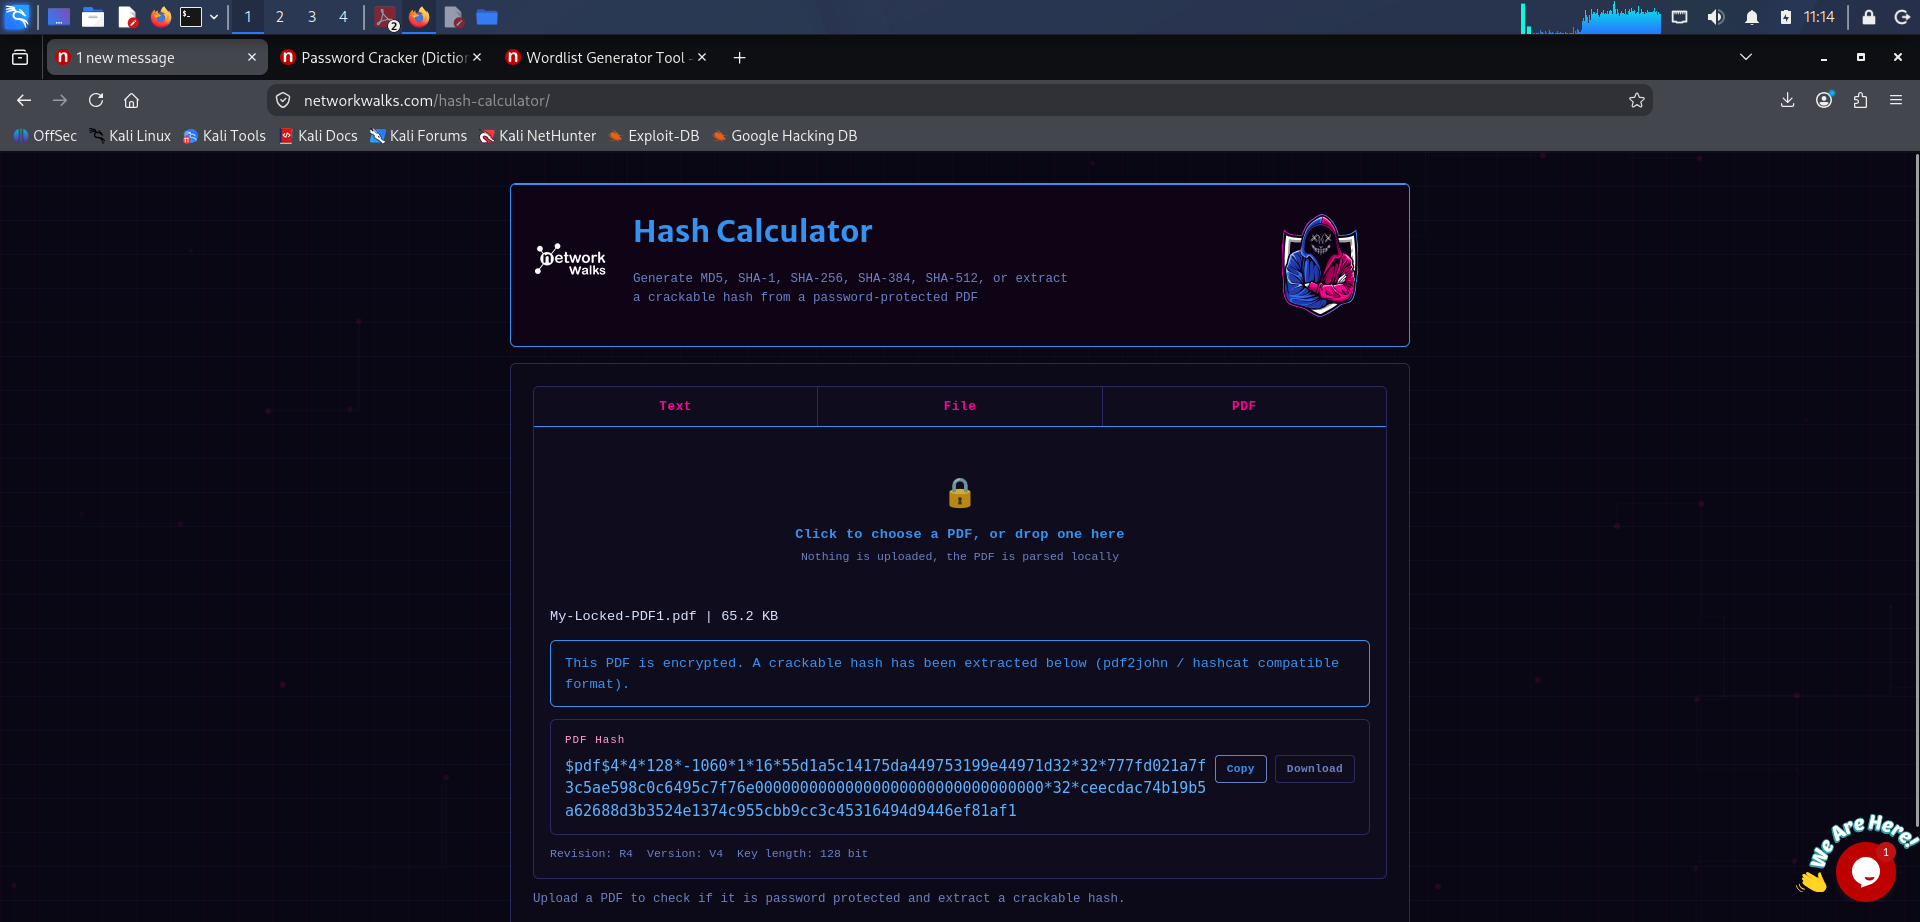 1 2 3 4 2 11:14
1 new message Password Cracker (Dictior Wordlist Generator Tool -
networkwalks.com/hash-calculator/
OffSec Kali Linux Kali Tools Kali Docs Kali Forums Kali NetHunter Exploit-DB Google Hacking DB
Hash Calculator
network
Walks
Generate MD5, SHA-1, SHA-256, SHA-384, SHA-512, or extract
a crackable hash from a password-protected PDF
Text File PDF
Click to choose a PDF, or drop one here
Nothing is uploaded, the PDF is parsed locally
My-Locked-PDF1.pdf | 65.2 KB
This PDF is encrypted. A crackable hash has been extracted below (pdf2john / hashcat compatible
format).
PDF Hash
$pdf$4*4*128*-1060*1*16*55d1a5c14175da449753199e44971d32*32*777fd021a7f
3c5ae598c0c6495c7f76e00000000000000000000000000000000*32*ceecdac74b19b5
a62688d3b3524e1374c955cbb9cc3c45316494d9446ef81af1
Copy Download
Revision: R4 Version: V4 Key length: 128 bit
Upload a PDF to check if it is password protected and extract a crackable hash.
We Are Here!
1